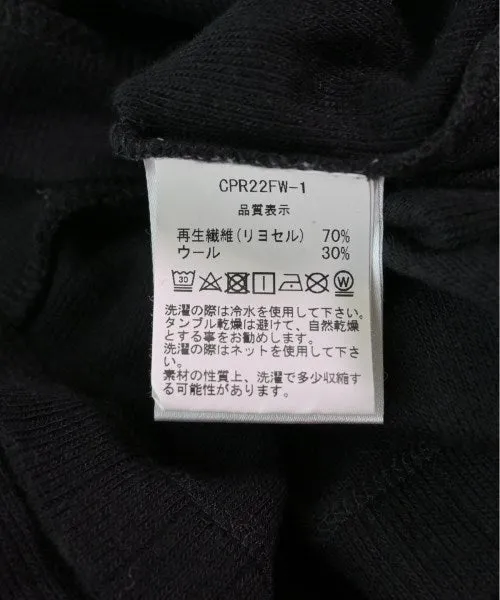 CPR22FW-1
品質表示
再生繊維(リヨセル) 70%
ウール 30%
30
W
洗濯の際は冷水を使用して下さい。
タンブル乾燥は避けて、自然乾燥
とする事をお勧めします。
洗濯の際はネットを使用して下さ
い。
素材の性質上、洗濯で多少収縮す
る可能性があります。